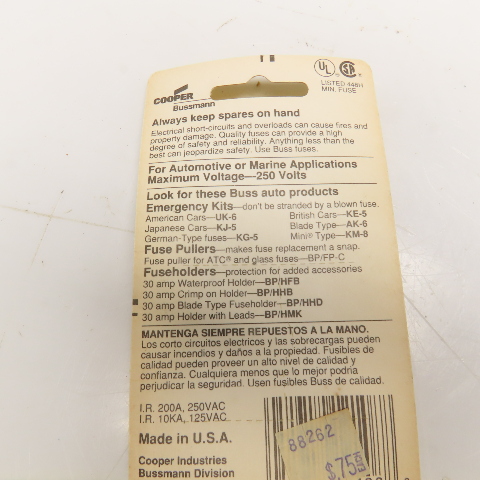 UL
LISTED 448H
MIN. FUSE
COOPER
Bussmann
Always keep spares on hand
Electrical short-circuits and overloads can cause fires and
property damage. Quality fuses can provide a high
degree of safety and reliability. Anything less than the
best can jeopardize safety. Use Buss fuses.
For Automotive or Marine Applications
Maximum Voltage—250 Volts
Look for these Buss auto products
Emergency Kits—don't be stranded by a blown fuse.
American Cars—UK-6 British Cars—KE-5
Japanese Cars—KJ-5 Blade Type—AK-6
German-Type fuses—KG-5 Mini® Type—KM-8
Fuse Pullers—makes fuse replacement a snap.
Fuse puller for ATC® and glass fuses—BP/FP-C
Fuseholders—protection for added accessories
30 amp Waterproof Holder—BP/HFB
30 amp Crimp on Holder—BP/HHB
30 amp Blade Type Fuseholder—BP/HHD
30 amp Holder with Leads—BP/HMK
MANTENGA SIEMPRE REPUESTOS A LA MANO.
Los corto circuitos electricos y las sobrecargas pueden
causar incendios y daños a la propiedad. Fusibles de
calidad pueden proveer un alto nivel de calidad y
confianza. Cualquiera menos que lo mejor podria
perjudicar la seguridad. Usen fusibles Buss de calidad.
I.R. 200A, 250VAC
I.R. 10KA, 125VAC
Made in U.S.A.
88262
$.75
Cooper Industries
Bussmann Division